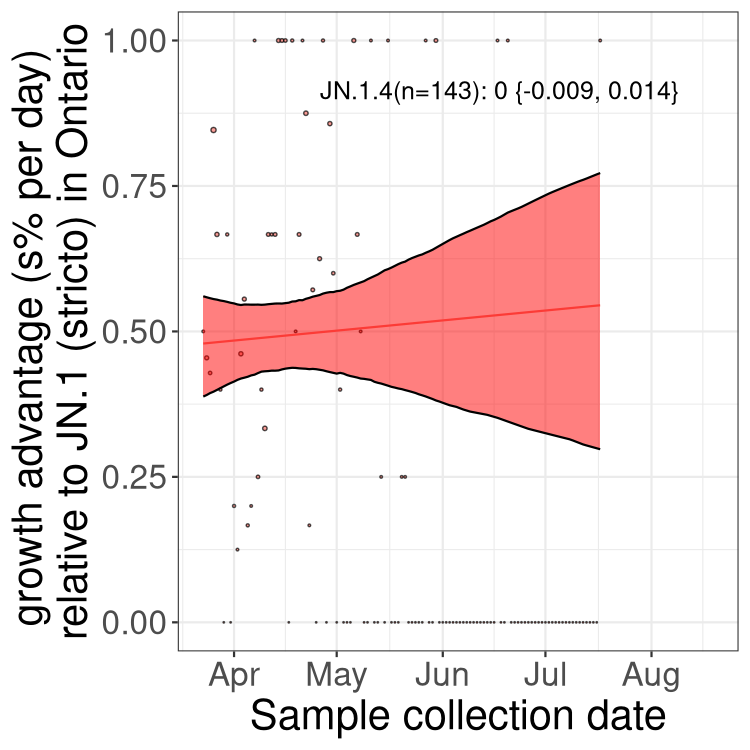 growth advantage (s% per day)
relative to JN.1 (stricto) in Ontario
1.00
0.75
0.50
0.25
0.00
JN.1.4(n=143): 0 {-0.009, 0.014}
Apr May Jun Jul Aug
Sample collection date